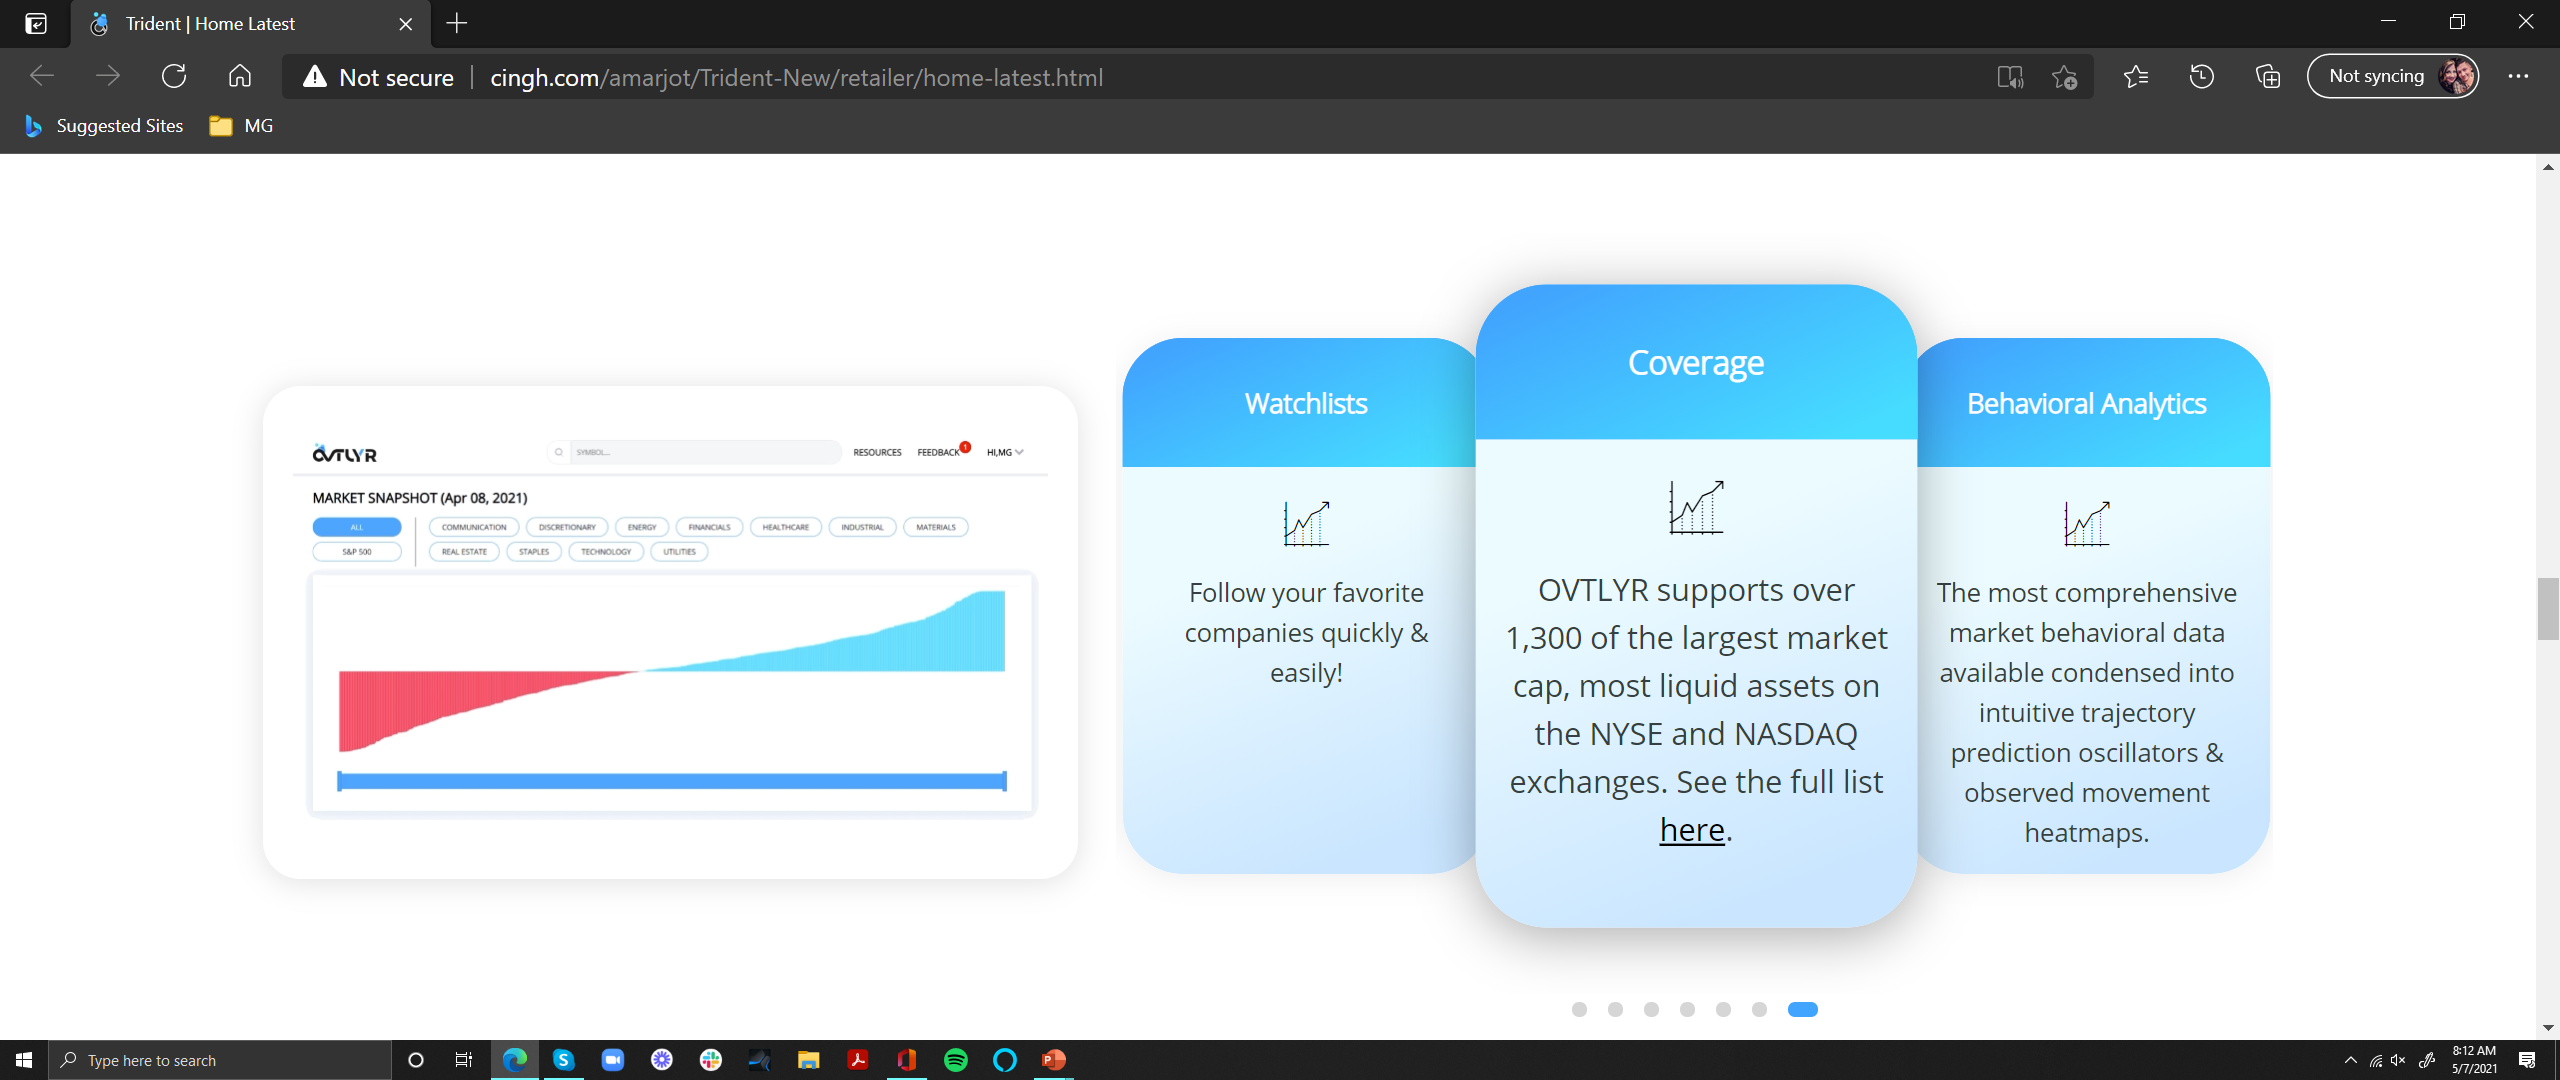 Trident | Home Latest
Not secure
cingh.com/amarjot/Trident-New/retailer/home-latest.html
Not syncing
Suggested Sites
MG
OVTLYR
SYMBOL...
RESOURCES
FEEDBACK
1
HI,MG
MARKET SNAPSHOT (Apr 08, 2021)
ALL
COMMUNICATION
DISCRETIONARY
ENERGY
FINANCIALS
HEALTHCARE
INDUSTRIAL
MATERIALS
S&P 500
REAL ESTATE
STAPLES
TECHNOLOGY
UTILITIES
Watchlists
Follow your favorite
companies quickly &
easily!
Coverage
OVTLYR supports over
1,300 of the largest market
cap, most liquid assets on
the NYSE and NASDAQ
exchanges. See the full list
here.
Behavioral Analytics
The most comprehensive
market behavioral data
available condensed into
intuitive trajectory
prediction oscillators &
observed movement
heatmaps.
Type here to search
8:12 AM
5/7/2021